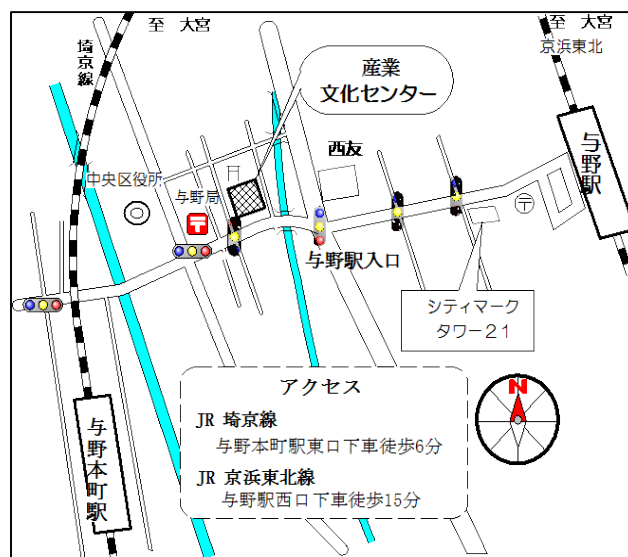 至 大宮
至 大宮
京浜東北
埼京線
産業
文化センター
西友
与野駅
中央区役所
与野局
〒
〒
与野駅入口
シティマーク
タワー21
N
アクセス
JR 埼京線
与野本町駅東口下車徒歩6分
JR 京浜東北線
与野駅西口下車徒歩15分
与野本町駅